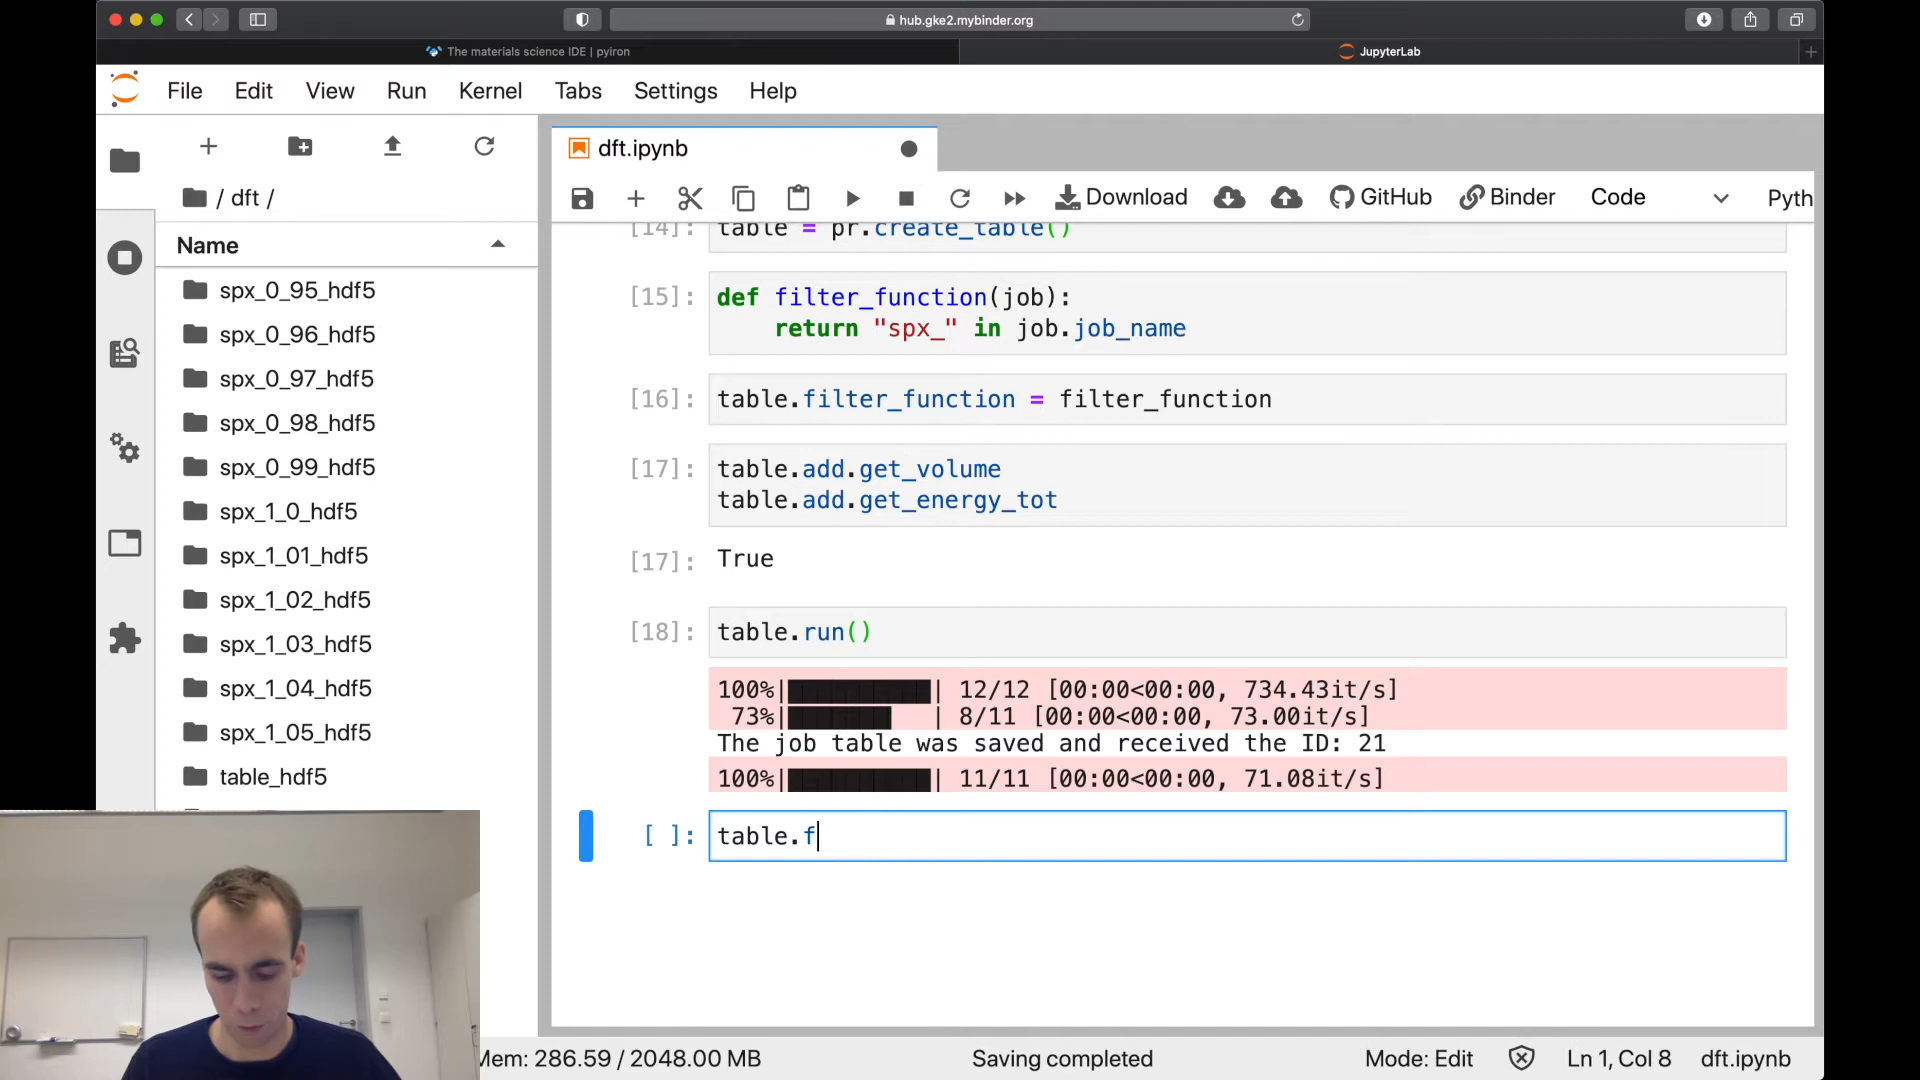 hub.gke2.mybinder.org
The materials science IDE | pyiron
JupyterLab
File Edit View Run Kernel Tabs Settings Help
dft.ipynb
/ dft /
Download
GitHub
Binder
Code
Pyth
Name
spx_0_95_hdf5
spx_0_96_hdf5
spx_0_97_hdf5
spx_0_98_hdf5
spx_0_99_hdf5
spx_1_0_hdf5
spx_1_01_hdf5
spx_1_02_hdf5
spx_1_03_hdf5
spx_1_04_hdf5
spx_1_05_hdf5
table_hdf5
[14]: table = pr.create_table()
[15]: def filter_function(job):
return "spx_" in job.job_name
[16]: table.filter_function = filter_function
[17]: table.add.get_volume
table.add.get_energy_tot
[17]: True
[18]: table.run()
100%|██████████| 12/12 [00:00<00:00, 734.43it/s]
73%|███████   | 8/11 [00:00<00:00, 73.00it/s]
The job table was saved and received the ID: 21
100%|██████████| 11/11 [00:00<00:00, 71.08it/s]
[ ]: table.f
Mem: 286.59 / 2048.00 MB
Saving completed
Mode: Edit
Ln 1, Col 8
dft.ipynb